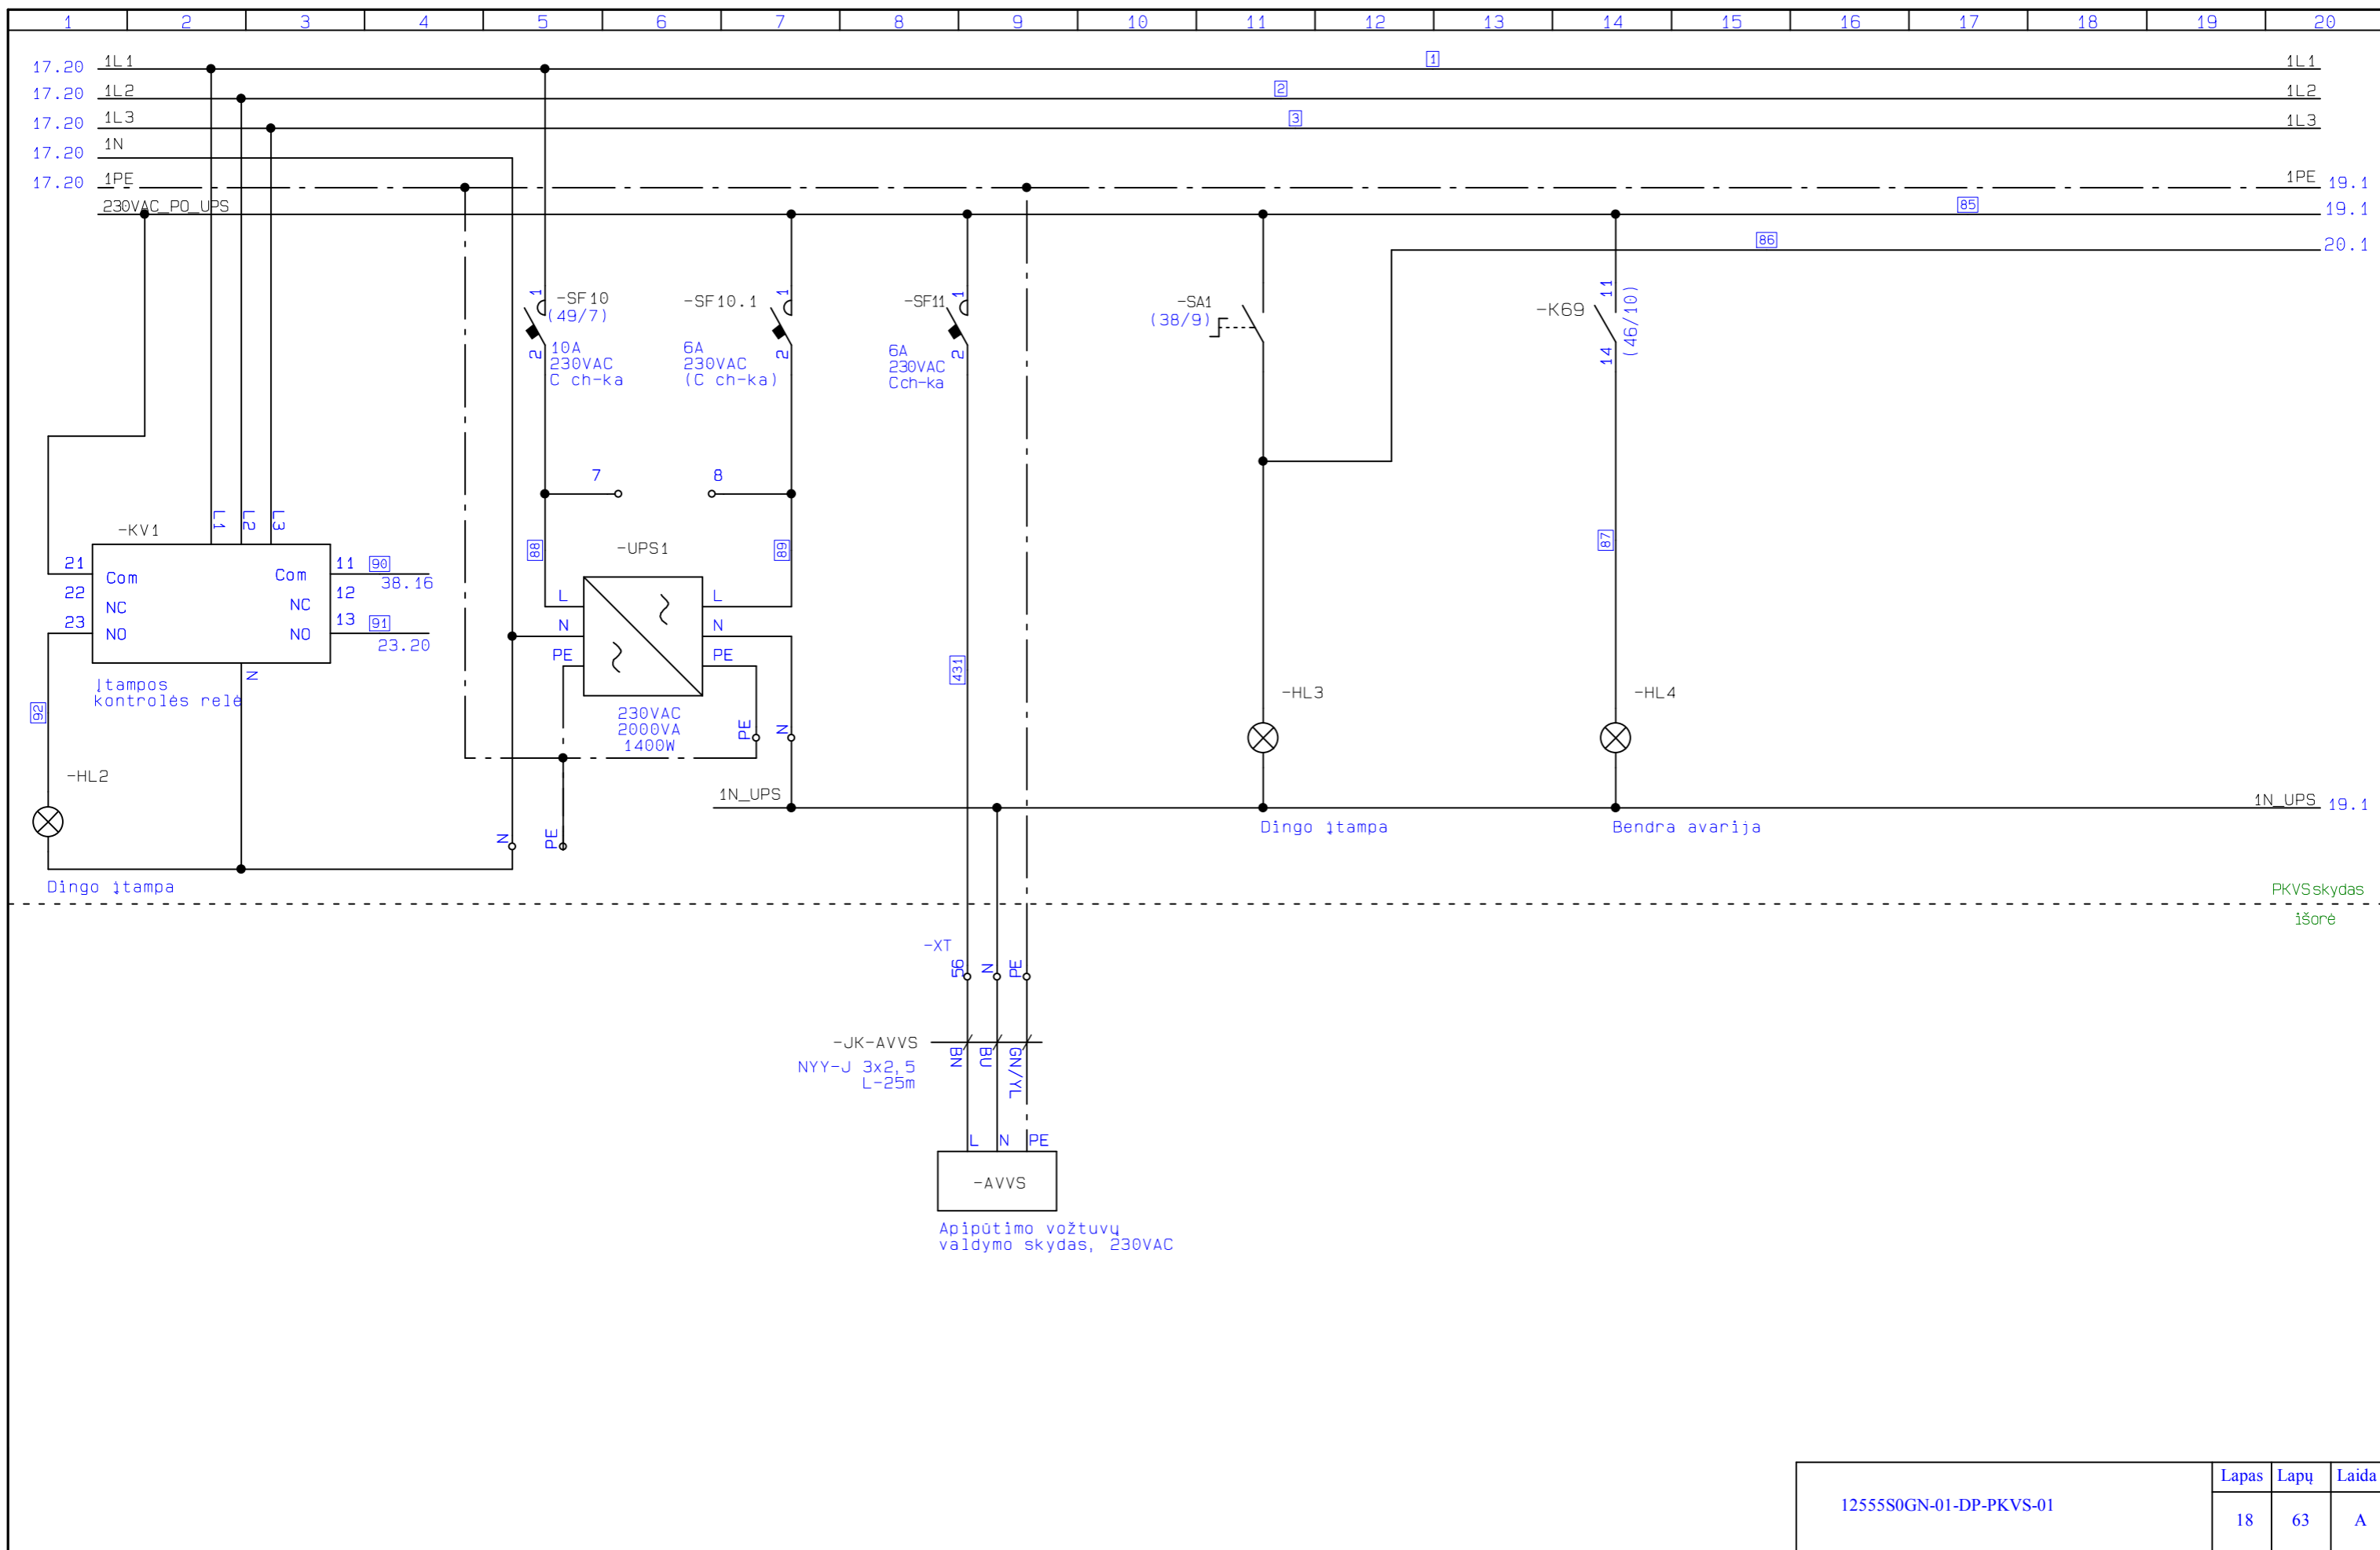 1 2 3 4 5 6 7 8 9 10 11 12 13 14 15 16 17 18 19 20
17.20 1L1 1 1L1
17.20 1L2 2 1L2
17.20 1L3 3 1L3
17.20 1N
17.20 1PE 1PE 19.1
230VAC_PO_UPS 85 19.1
86 20.1
1 -SF10
(49/7)
2 10A
230VAC
C ch-ka
-SF10.1 1
6A 2
230VAC
(C ch-ka)
-SF11 1
6A 2
230VAC
Cch-ka
-SA1
(38/9)
-K69 11
14 (46/10)
7 8
-KV1 L1 L2 L3
21 Com Com 11 90
38.16
22 NC NC 12
23 NO NO 13 91
23.20
N
Įtampos
kontrolės relė
92
-HL2
Dingo įtampa
88 -UPS1 89
L L
N N
PE PE
230VAC
2000VA
1400W
PE N
N PE
431
87
-HL3
-HL4
1N_UPS 1N_UPS 19.1
Dingo įtampa
Bendra avarija
PKVS skydas
išorė
-XT
56 N PE
-JK-AVVS
BN BU GN/YL
NYY-J 3x2,5
L-25m
L N PE
-AVVS
Apipūtimo vožtuvų
valdymo skydas, 230VAC
12555S0GN-01-DP-PKVS-01
Lapas Lapų Laida
18 63 A